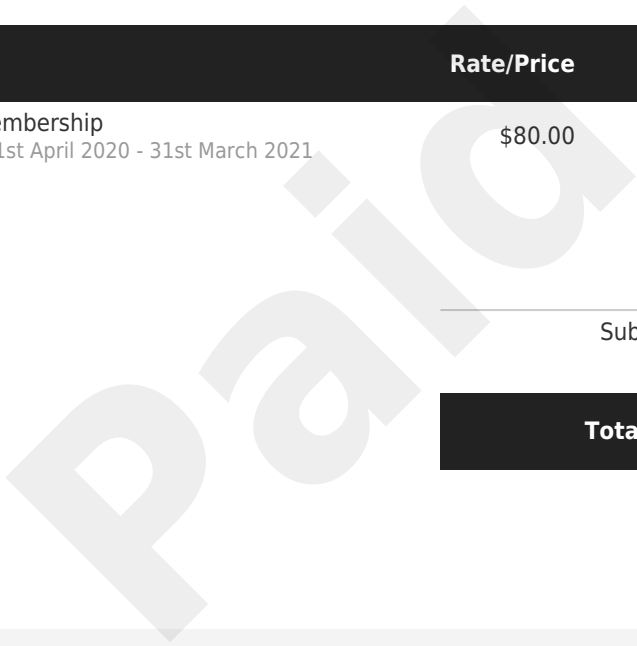 Rate/Price
embership
1st April 2020 - 31st March 2021
$80.00
Sub
Tota
Paid